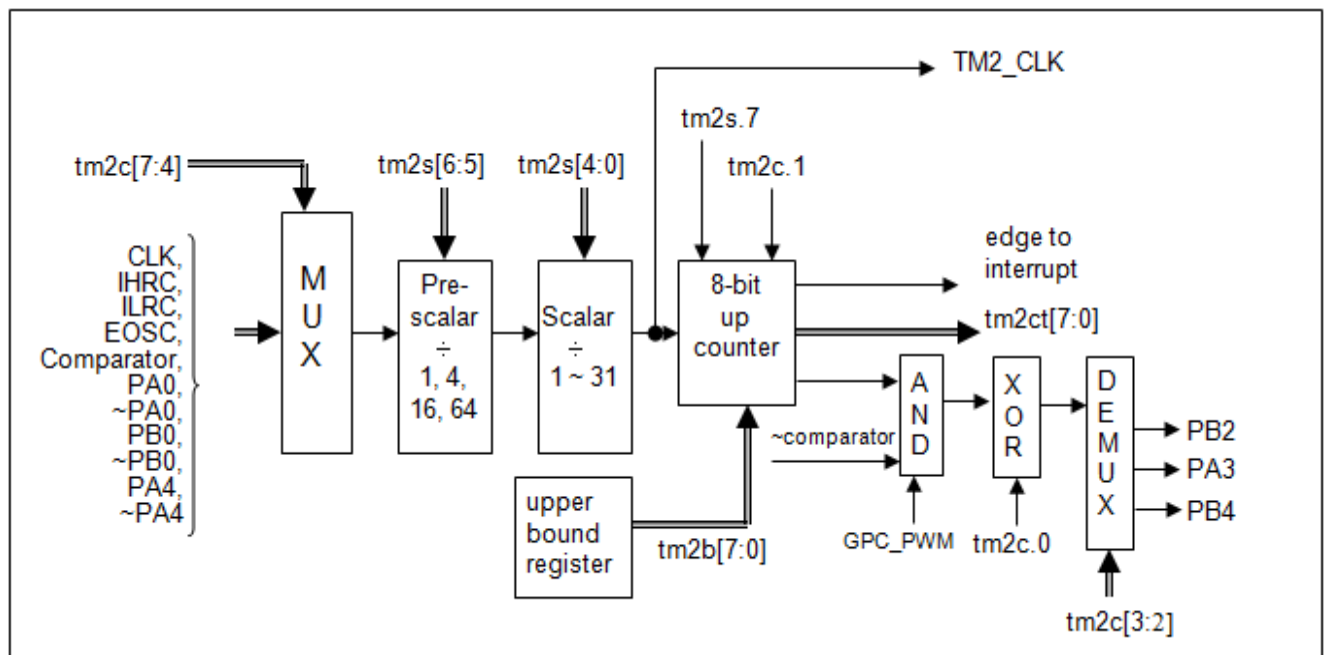 TM2_CLK
tm2s.7
tm2c[7:4]
tm2s[6:5]
tm2s[4:0]
tm2c.1
CLK,
IHRC,
ILRC,
EOSC,
Comparator,
PA0,
~PA0,
PB0,
~PB0,
PA4,
~PA4
M
U
X
Pre-
scalar
÷
1, 4,
16, 64
Scalar
÷
1 ~ 31
8-bit
up
counter
edge to
interrupt
tm2ct[7:0]
upper
bound
register
tm2b[7:0]
~comparator
A
N
D
GPC_PWM
X
O
R
tm2c.0
D
E
M
U
X
PB2
PA3
PB4
tm2c[3:2]